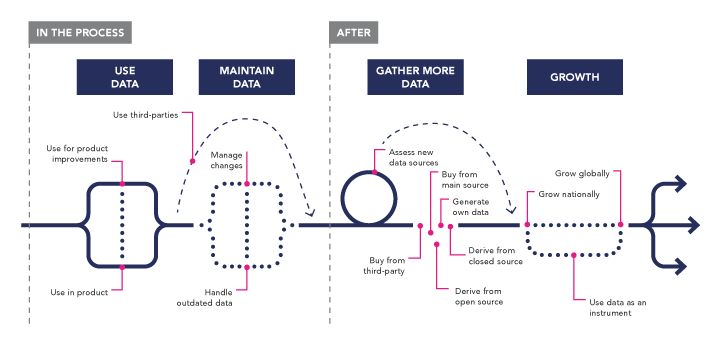 IN THE PROCESS
AFTER
USE
DATA
MAINTAIN
DATA
GATHER MORE
DATA
GROWTH
Use third-parties
Use for product
improvements
Manage
changes
Use in product
Handle
outdated data
Assess new
data sources
Buy from
main source
Generate
own data
Buy from
third-party
Derive from
closed source
Derive from
open source
Grow globally
Grow nationally
Use data as an
instrument